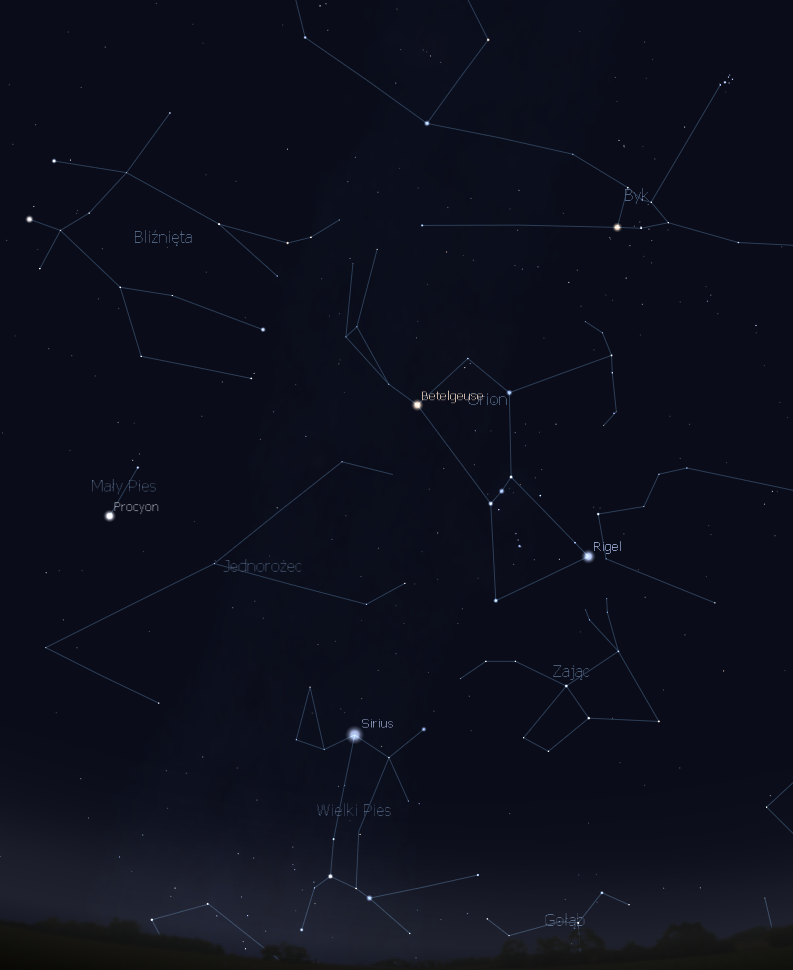 Byk
Bliźnięta
Betelgeuse
Orion
Mały Pies
Procyon
Rigel
Jednorożec
Zając
Sirius
Wielki Pies
Gołąb